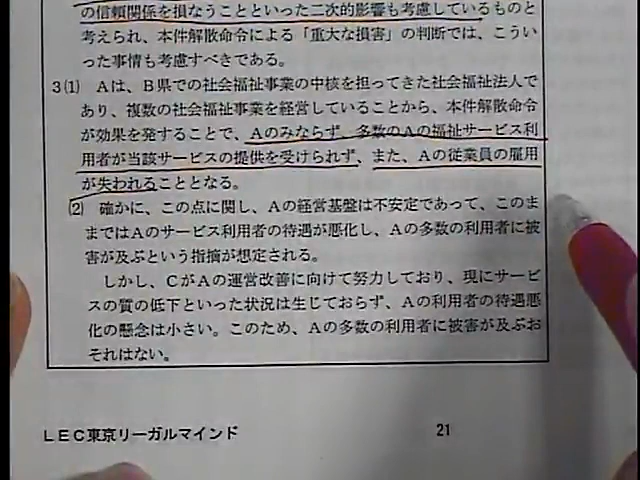 の信頼関係を損なうことといった二次的影響も考慮しているものと
考えられ、本件解散命令による「重大な損害」の判断では、こうい
った事情も考慮すべきである。
3⑴ Aは、B県での社会福祉事業の中核を担ってきた社会福祉法人で
あり、複数の社会福祉事業を経営していることから、本件解散命令
が効果を発することで、Aのみならず、多数のAの福祉サービス利
用者が当該サービスの提供を受けられず、また、Aの従業員の雇用
が失われることとなる。
⑵ 確かに、この点に関し、Aの経営基盤は不安定であって、このま
まではAのサービス利用者の待遇が悪化し、Aの多数の利用者に被
害が及ぶという指摘が想定される。
しかし、CがAの運営改善に向けて努力しており、現にサービ
スの質の低下といった状況は生じておらず、Aの利用者の待遇悪
化の懸念は小さい。このため、Aの多数の利用者に被害が及ぶお
それはない。
LEC東京リーガルマインド
21